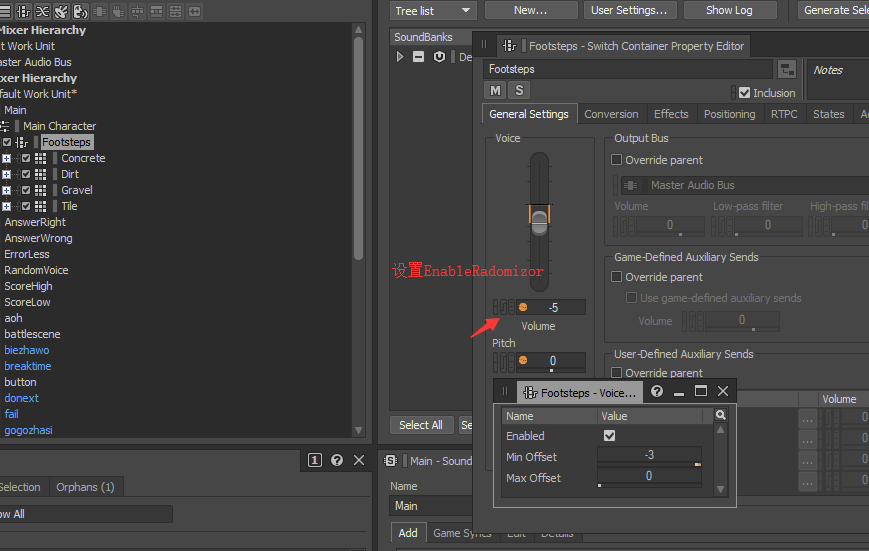 Tree list
New...
User Settings...
Show Log
Generate Sele
Mixer Hierarchy
t Work Unit
aster Audio Bus
xer Hierarchy
fault Work Unit*
Main
Main Character
Footsteps
Concrete
Dirt
Gravel
Tile
AnswerRight
AnswerWrong
ErrorLess
RandomVoice
ScoreHigh
ScoreLow
aoh
battlescene
biezhawo
breaktime
button
donext
fail
gogozhasi
SoundBanks
De
Footsteps - Switch Container Property Editor
Footsteps
Notes
M
S
Inclusion
General Settings
Conversion
Effects
Positioning
RTPC
States
A
Voice
设置EnableRadomizor
-5
Volume
Pitch
0
Output Bus
Override parent
Master Audio Bus
Volume
Low-pass filter
High-pass fil
0
0
0
Game-Defined Auxiliary Sends
Override parent
Use game-defined auxiliary sends
Volume
0
User-Defined Auxiliary Sends
Override parent
Volume
...
0
...
0
...
0
...
0
Footsteps - Voice...
Name
Value
Enabled
Min Offset
-3
Max Offset
0
Select All
Se
1
Selection
Orphans (1)
ow All
Main - Sound
Name
Main
Add
Game Syncs
Edit
Details